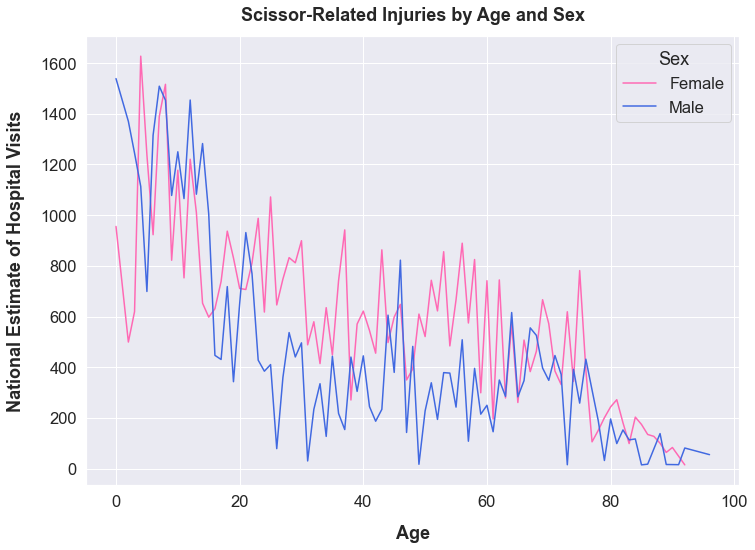 Scissor-Related Injuries by Age and Sex
Sex
Female
Male
National Estimate of Hospital Visits
1600
1400
1200
1000
800
600
400
200
0
0 20 40 60 80 100
Age